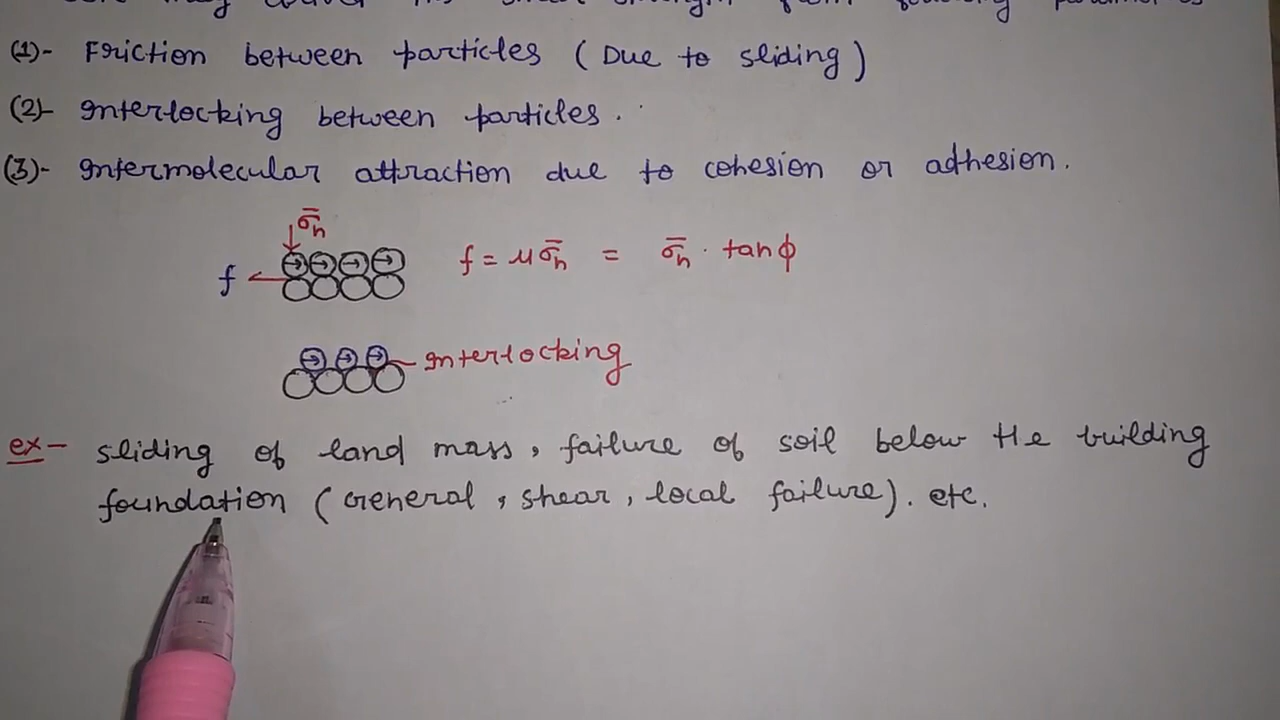 (1)- Friction between particles (Due to sliding)
(2)- Interlocking between particles.
(3)- Intermolecular attraction due to cohesion or adhesion.
σ̄n
f f = μσ̄n = σ̄n · tanϕ
Interlocking
ex- sliding of land mass, failure of soil below the building
foundation (General, shear, local failure). etc.